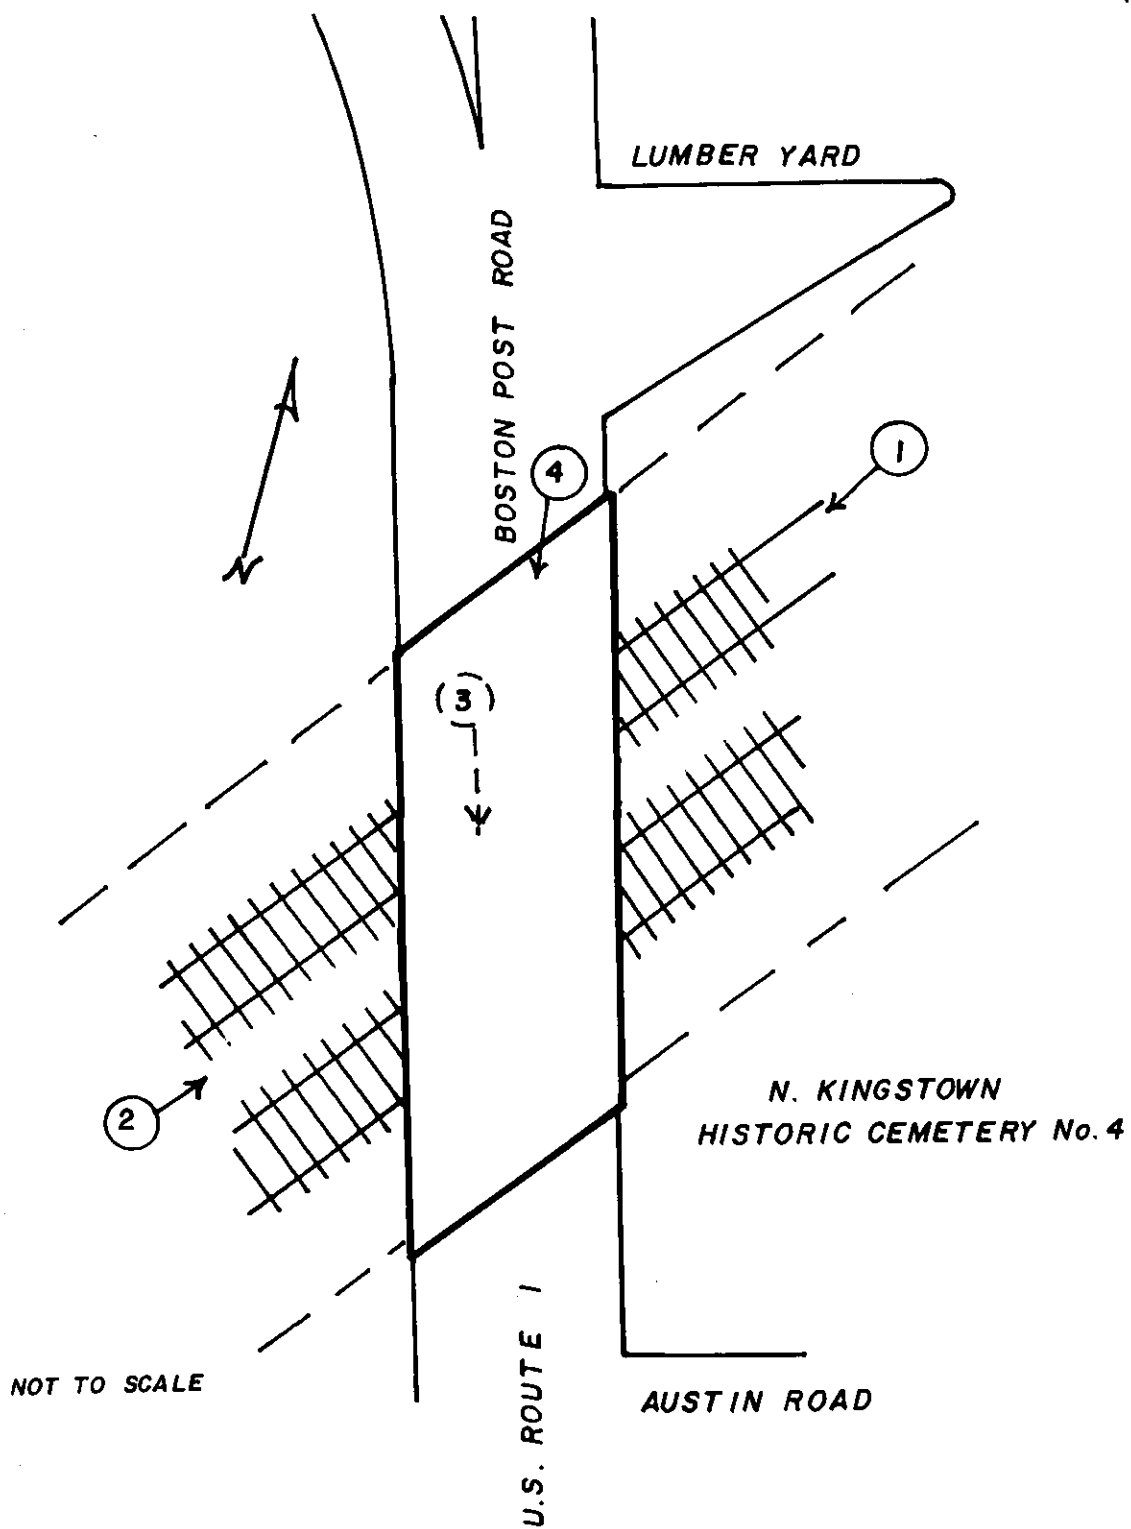 LUMBER YARD
BOSTON POST ROAD
1
4
N
(3)
2
N. KINGSTOWN
HISTORIC CEMETERY No. 4
U.S. ROUTE 1
NOT TO SCALE
AUSTIN ROAD